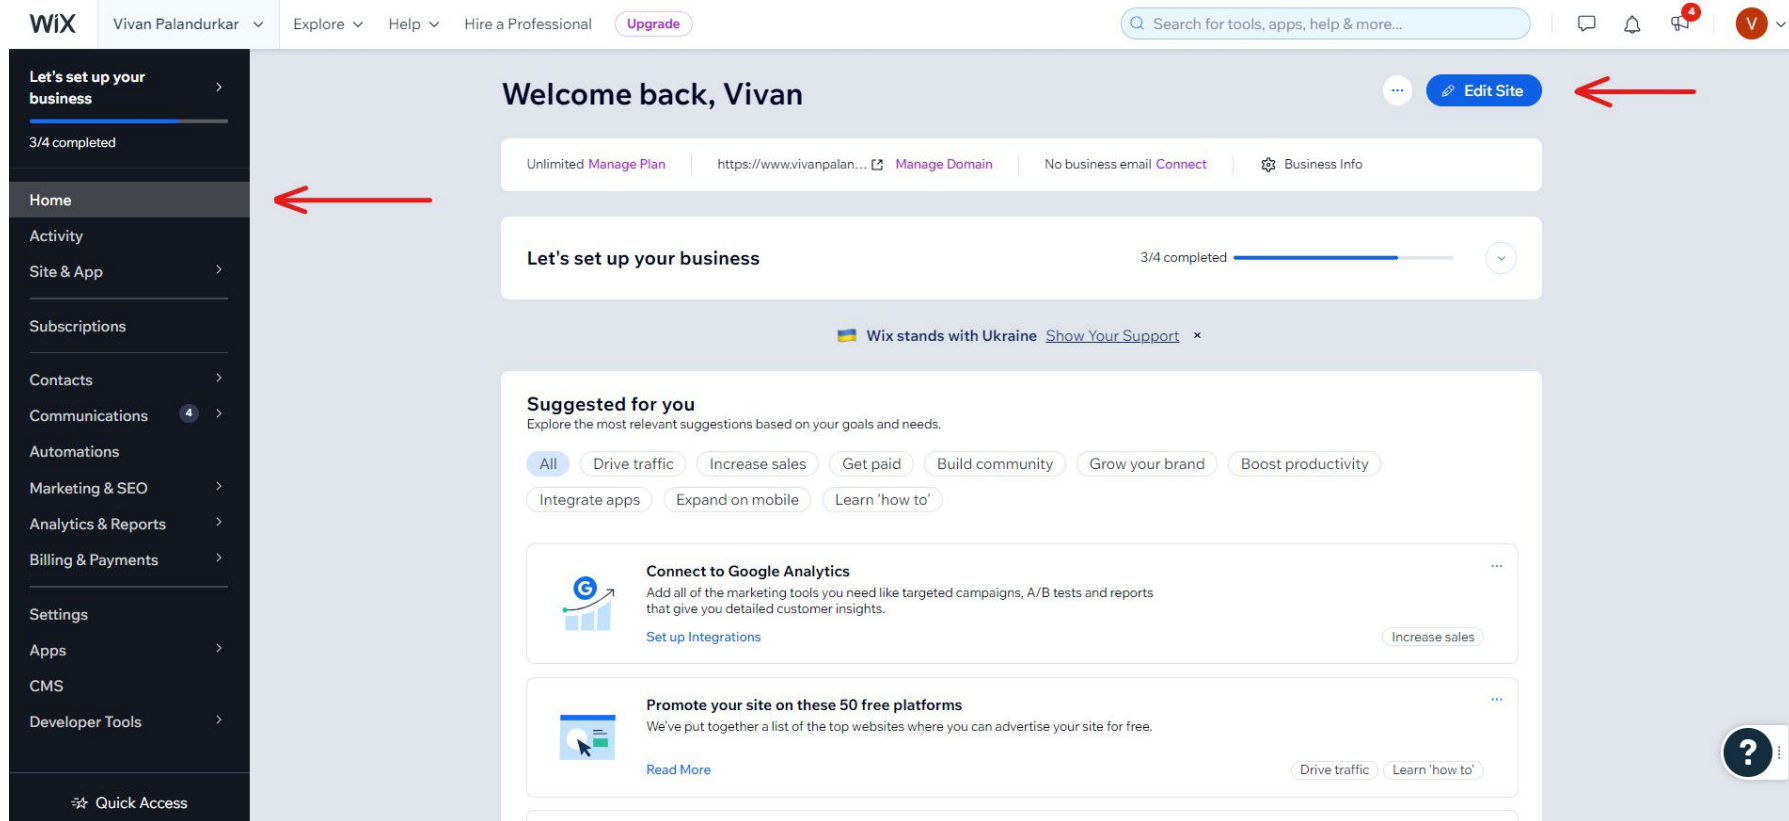 WiX
Vivan Palandurkar
Explore
Help
Hire a Professional
Upgrade
Search for tools, apps, help & more...
4
V
Let's set up your
business
3/4 completed
Home
Activity
Site & App
Subscriptions
Contacts
Communications 4
Automations
Marketing & SEO
Analytics & Reports
Billing & Payments
Settings
Apps
CMS
Developer Tools
Quick Access
Welcome back, Vivan
... Edit Site
Unlimited Manage Plan
https://www.vivanpalan... Manage Domain
No business email Connect
Business Info
Let's set up your business
3/4 completed
Wix stands with Ukraine Show Your Support ×
Suggested for you
Explore the most relevant suggestions based on your goals and needs.
All Drive traffic Increase sales Get paid Build community Grow your brand Boost productivity
Integrate apps Expand on mobile Learn 'how to'
G
Connect to Google Analytics
Add all of the marketing tools you need like targeted campaigns, A/B tests and reports
that give you detailed customer insights.
Set up Integrations
Increase sales
Promote your site on these 50 free platforms
We've put together a list of the top websites where you can advertise your site for free.
Read More
Drive traffic Learn 'how to'
?